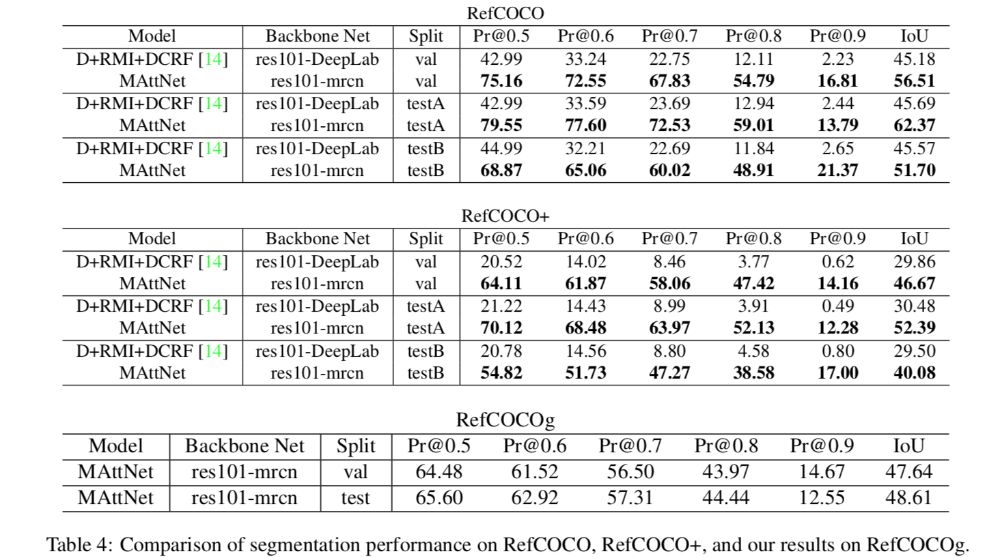 RefCOCO
Model Backbone Net Split Pr@0.5 Pr@0.6 Pr@0.7 Pr@0.8 Pr@0.9 IoU
D+RMI+DCRF [14] res101-DeepLab val 42.99 33.24 22.75 12.11 2.23 45.18
MAttNet res101-mrcn val 75.16 72.55 67.83 54.79 16.81 56.51
D+RMI+DCRF [14] res101-DeepLab testA 42.99 33.59 23.69 12.94 2.44 45.69
MAttNet res101-mrcn testA 79.55 77.60 72.53 59.01 13.79 62.37
D+RMI+DCRF [14] res101-DeepLab testB 44.99 32.21 22.69 11.84 2.65 45.57
MAttNet res101-mrcn testB 68.87 65.06 60.02 48.91 21.37 51.70
RefCOCO+
Model Backbone Net Split Pr@0.5 Pr@0.6 Pr@0.7 Pr@0.8 Pr@0.9 IoU
D+RMI+DCRF [14] res101-DeepLab val 20.52 14.02 8.46 3.77 0.62 29.86
MAttNet res101-mrcn val 64.11 61.87 58.06 47.42 14.16 46.67
D+RMI+DCRF [14] res101-DeepLab testA 21.22 14.43 8.99 3.91 0.49 30.48
MAttNet res101-mrcn testA 70.12 68.48 63.97 52.13 12.28 52.39
D+RMI+DCRF [14] res101-DeepLab testB 20.78 14.56 8.80 4.58 0.80 29.50
MAttNet res101-mrcn testB 54.82 51.73 47.27 38.58 17.00 40.08
RefCOCOg
Model Backbone Net Split Pr@0.5 Pr@0.6 Pr@0.7 Pr@0.8 Pr@0.9 IoU
MAttNet res101-mrcn val 64.48 61.52 56.50 43.97 14.67 47.64
MAttNet res101-mrcn test 65.60 62.92 57.31 44.44 12.55 48.61
Table 4: Comparison of segmentation performance on RefCOCO, RefCOCO+, and our results on RefCOCOg.